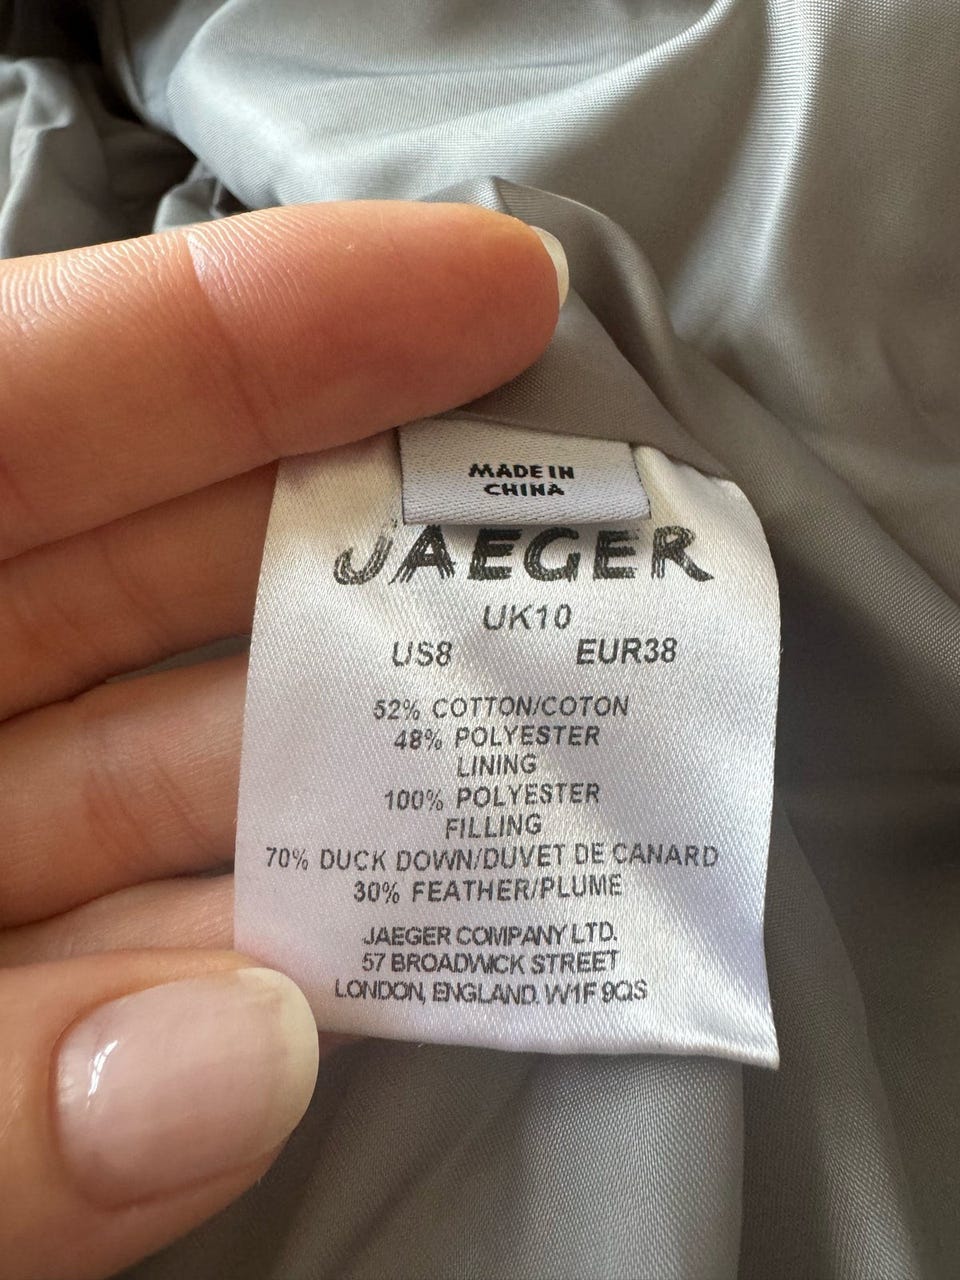 MADE IN
CHINA
JAEGER
UK10
US8 EUR38
52% COTTON/COTON
48% POLYESTER
LINING
100% POLYESTER
FILLING
70% DUCK DOWN/DUVET DE CANARD
30% FEATHER/PLUME
JAEGER COMPANY LTD.
57 BROADWICK STREET
LONDON, ENGLAND. W1F 9QS